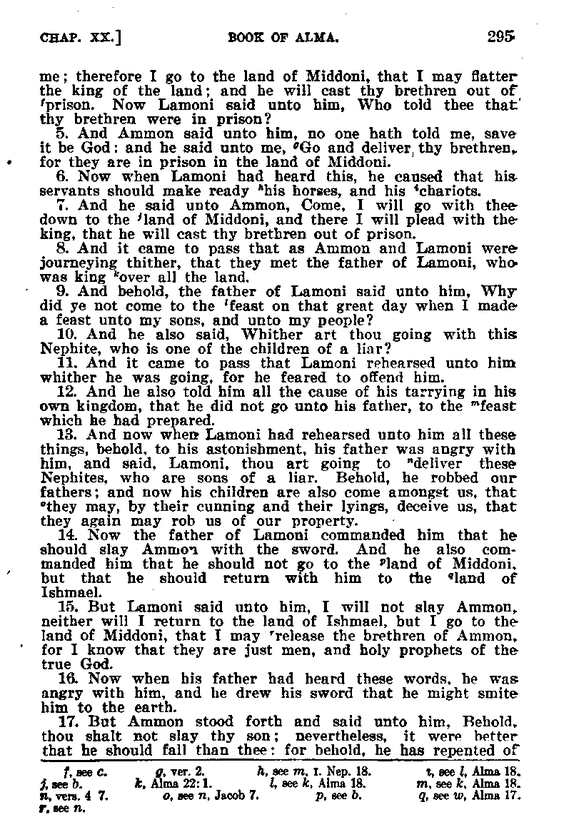 CHAP. XX.] BOOK OF ALMA. 295
me; therefore I go to the land of Middoni, that I may flatter
the king of the land; and he will cast thy brethren out of
fprison. Now Lamoni said unto him, Who told thee that
thy brethren were in prison?
5. And Ammon said unto him, no one hath told me, save
it be God: and he said unto me, gGo and deliver thy brethren,
for they are in prison in the land of Middoni.
6. Now when Lamoni had heard this, he caused that his
servants should make ready hhis horses, and his ichariots.
7. And he said unto Ammon, Come, I will go with thee
down to the jland of Middoni, and there I will plead with the
king, that he will cast thy brethren out of prison.
8. And it came to pass that as Ammon and Lamoni were
journeying thither, that they met the father of Lamoni, who
was king kover all the land.
9. And behold, the father of Lamoni said unto him, Why
did ye not come to the lfeast on that great day when I made
a feast unto my sons, and unto my people?
10. And he also said, Whither art thou going with this
Nephite, who is one of the children of a liar?
11. And it came to pass that Lamoni rehearsed unto him
whither he was going, for he feared to offend him.
12. And he also told him all the cause of his tarrying in his
own kingdom, that he did not go unto his father, to the mfeast
which he had prepared.
13. And now when Lamoni had rehearsed unto him all these
things, behold, to his astonishment, his father was angry with
him, and said, Lamoni, thou art going to ndeliver these
Nephites, who are sons of a liar. Behold, he robbed our
fathers; and now his children are also come amongst us, that
othey may, by their cunning and their lyings, deceive us, that
they again may rob us of our property.
14. Now the father of Lamoni commanded him that he
should slay Ammon with the sword. And he also com-
manded him that he should not go to the pland of Middoni,
but that he should return with him to the qland of
Ishmael.
15. But Lamoni said unto him, I will not slay Ammon,
neither will I return to the land of Ishmael, but I go to the
land of Middoni, that I may rrelease the brethren of Ammon,
for I know that they are just men, and holy prophets of the
true God.
16. Now when his father had heard these words, he was
angry with him, and he drew his sword that he might smite
him to the earth.
17. But Ammon stood forth and said unto him, Behold,
thou shalt not slay thy son; nevertheless, it were better
that he should fall than thee: for behold, he has repented of
f, see c. g, ver. 2. h, see m, I. Nep. 18. i, see l, Alma 18.
j, see b. k, Alma 22:1. l, see k, Alma 18. m, see k, Alma 18.
n, vers. 4 7. o, see n, Jacob 7. p, see b. q, see w, Alma 17.
r, see n.